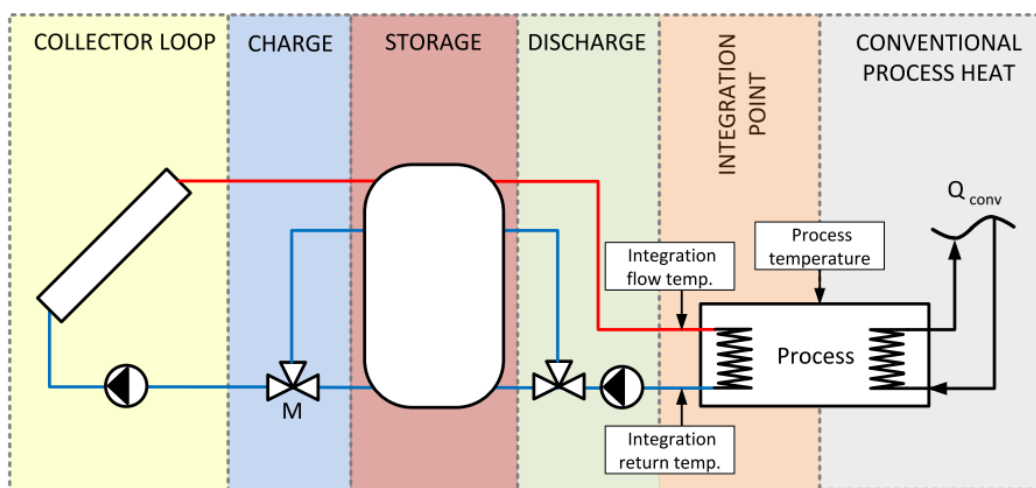 COLLECTOR LOOP
CHARGE
STORAGE
DISCHARGE
INTEGRATION
POINT
CONVENTIONAL
PROCESS HEAT
Q conv
Process
temperature
Integration
flow temp.
Process
M
Integration
return temp.